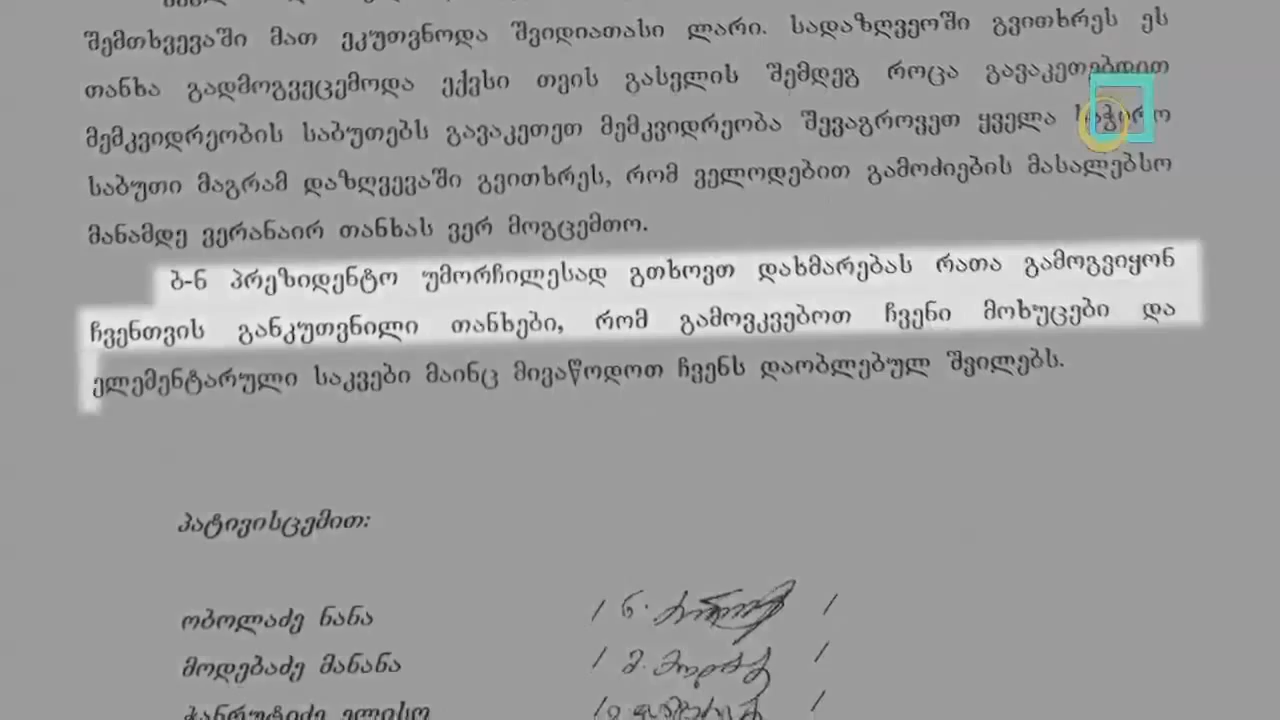 შემთხვევაში მათ ეკუთვნოდა შვიდიათასი ლარი. სადაზღვეოში გვითხრეს ეს
თანხა გადმოგვეცემოდა ექვსი თვის გასვლის შემდეგ როცა გავაკეთებდით
მემკვიდრეობის საბუთებს გავაკეთეთ მემკვიდრეობა შევაგროვეთ ყველა საჭირო
საბუთი მაგრამ დაზღვევაში გვითხრეს, რომ ველოდებით გამოძიების მასალებსო
მანამდე ვერანაირ თანხას ვერ მოგცემთო.
ბ-ნ პრეზიდენტო უმორჩილესად გთხოვთ დახმარებას რათა გამოგვიყონ
ჩვენთვის განკუთვნილი თანხები, რომ გამოვკვებოთ ჩვენი მოხუცები და
ელემენტარული საკვები მაინც მივაწოდოთ ჩვენს დაობლებულ შვილებს.
პატივისცემით:
ობოლაძე ნანა / ნ. /
მოდებაძე მანანა / მ. /